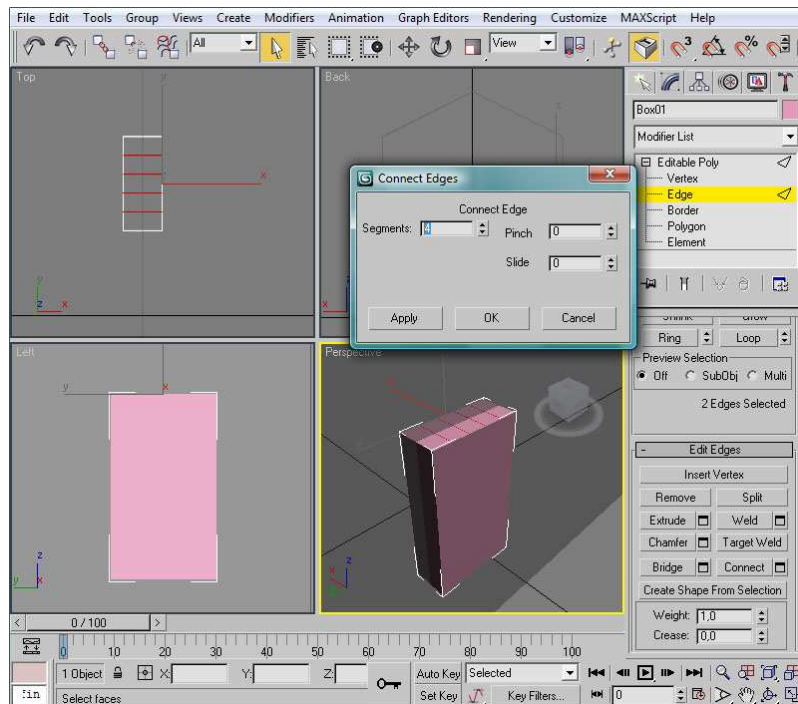 File Edit Tools Group Views Create Modifiers Animation Graph Editors Rendering Customize MAXScript Help
All
View
Top
Back
Left
Perspective
Connect Edges
Connect Edge
Segments: 4
Pinch 0
Slide 0
Apply OK Cancel
Box01
Modifier List
Editable Poly
Vertex
Edge
Border
Polygon
Element
Shrink Grow
Ring Loop
Preview Selection
Off SubObj Multi
2 Edges Selected
Edit Edges
Insert Vertex
Remove Split
Extrude Weld
Chamfer Target Weld
Bridge Connect
Create Shape From Selection
Weight: 1,0
Crease: 0,0
0 / 100
0 10 20 30 40 50 60 70 80 90 100
1 Object X: Y: Z: Auto Key Selected
Select faces Set Key Key Filters... 0